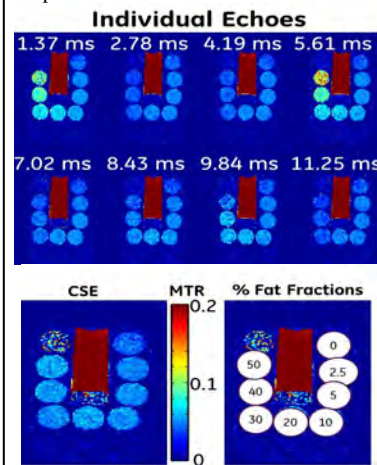 Individual Echoes
1.37 ms 2.78 ms 4.19 ms 5.61 ms
7.02 ms 8.43 ms 9.84 ms 11.25 ms
CSE MTR % Fat Fractions
0.2
0.1
0
0
50
2.5
40
5
30 20 10